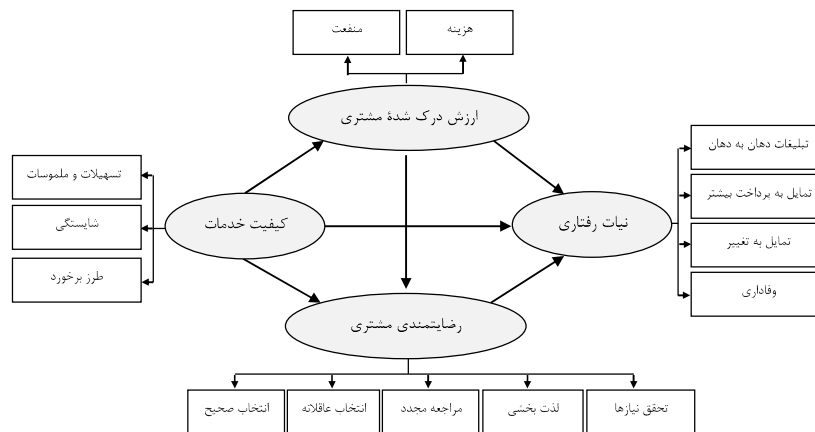 هزینه
منفعت
ارزش درک شدۀ مشتری
تبلیغات دهان به دهان
تسهیلات و ملموسات
تمایل به پرداخت بیشتر
شایستگی
کیفیت خدمات
نیات رفتاری
تمایل به تغییر
طرز برخورد
وفاداری
رضایتمندی مشتری
تحقق نیازها
لذت بخشی
مراجعه مجدد
انتخاب عاقلانه
انتخاب صحیح